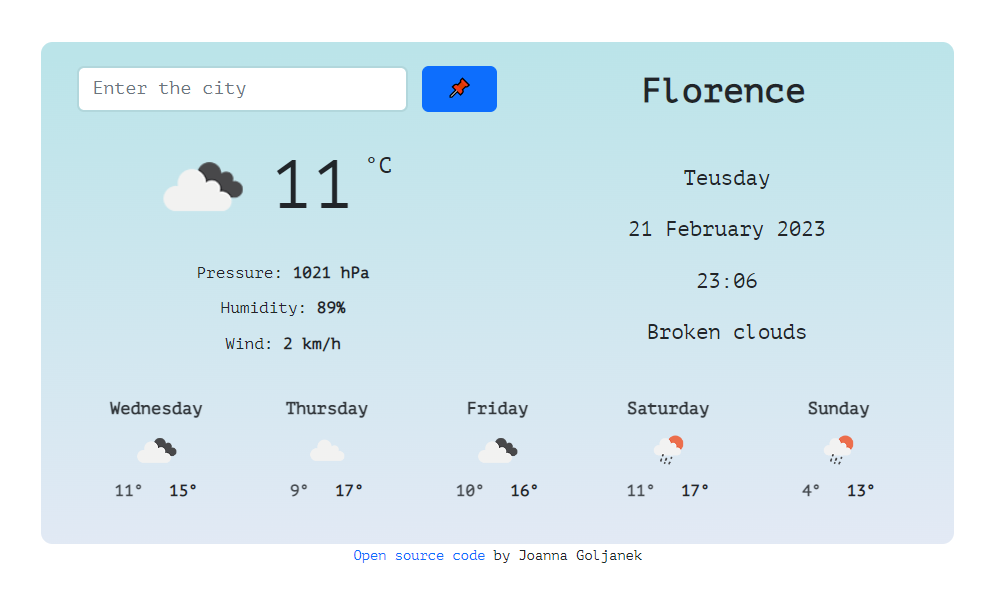 Enter the city
Florence
11 °C
Teusday
21 February 2023
23:06
Broken clouds
Pressure: 1021 hPa
Humidity: 89%
Wind: 2 km/h
Wednesday Thursday Friday Saturday Sunday
11° 15° 9° 17° 10° 16° 11° 17° 4° 13°
Open source code by Joanna Goljanek